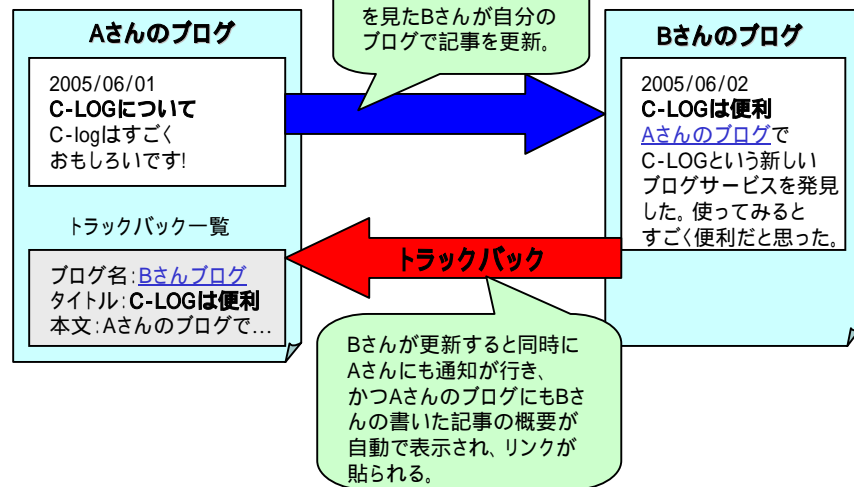 を見たBさんが自分の
ブログで記事を更新。
Aさんのブログ
2005/06/01
C-LOGについて
C-logはすごく
おもしろいです!
トラックバック一覧
ブログ名:Bさんブログ
タイトル:C-LOGは便利
本文:Aさんのブログで…
Bさんのブログ
2005/06/02
C-LOGは便利
Aさんのブログで
C-LOGという新しい
ブログサービスを発見
した。使ってみると
すごく便利だと思った。
トラックバック
Bさんが更新すると同時に
Aさんにも通知が行き、
かつAさんのブログにもBさ
んの書いた記事の概要が
自動で表示され、リンクが
貼られる。